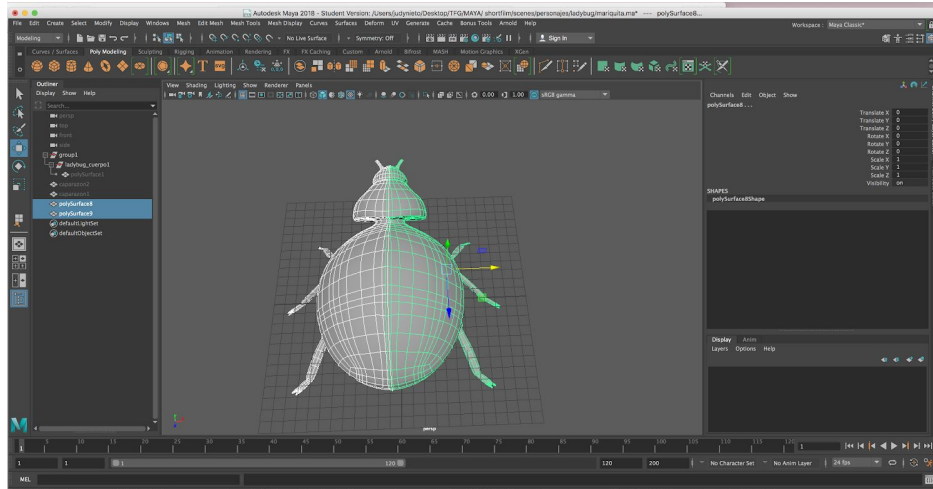 Autodesk Maya 2018 - Student Version: /Users/judynieto/Desktop/TFG/MAYA/ shortfilm/scenes/personajes/ladybug/mariquita.ma* --- polySurface8...
File Edit Create Select Modify Display Windows Mesh Edit Mesh Mesh Tools Mesh Display Curves Surfaces Deform UV Generate Cache Bonus Tools Arnold Help
Workspace : Maya Classic*
Modeling No Live Surface Symmetry: Off Sign In
Curves / Surfaces Poly Modeling Sculpting Rigging Animation Rendering FX FX Caching Custom Arnold Bifrost MASH Motion Graphics XGen
Outliner
Display Show Help
Search...
persp
top
front
side
group1
ladybug_cuerpo1
polySurface1
caparazon2
polySurface8
polySurface9
defaultLightSet
defaultObjectSet
View Shading Lighting Show Renderer Panels
0.00 1.00 sRGB gamma
persp
Channels Edit Object Show
polySurface8 . . .
Translate X 0
Translate Y 0
Translate Z 0
Rotate X 0
Rotate Y 0
Rotate Z 0
Scale X 1
Scale Y 1
Scale Z 1
Visibility on
SHAPES
polySurface8Shape
Display Anim
Layers Options Help
1 5 10 15 20 25 30 35 40 45 50 55 60 65 70 75 80 85 90 95 100 105 110 115 120 1
1 1 1 120 120 200 No Character Set No Anim Layer 24 fps
MEL